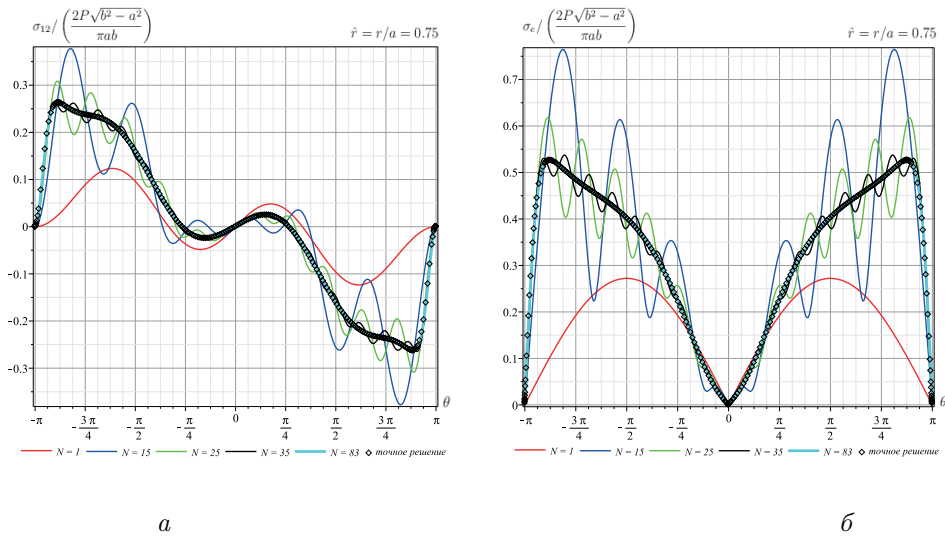 σ₁₂/(2P√(b² − a²)/πab)
r̂ = r/a = 0.75
0.3
0.2
0.1
0
-0.1
-0.2
-0.3
-π
-3π/4
-π/2
-π/4
0
π/4
π/2
3π/4
π
θ
N = 1 N = 15 N = 25 N = 35 N = 83 точное решение
а
σₑ/(2P√(b² − a²)/πab)
r̂ = r/a = 0.75
0.7
0.6
0.5
0.4
0.3
0.2
0.1
0
-π
-3π/4
-π/2
-π/4
0
π/4
π/2
3π/4
π
θ
N = 1 N = 15 N = 25 N = 35 N = 83 точное решение
б